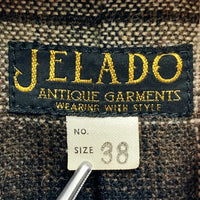 JELADO
ANTIQUE GARMENTS
WEARING WITH STYLE
NO.
SIZE 38